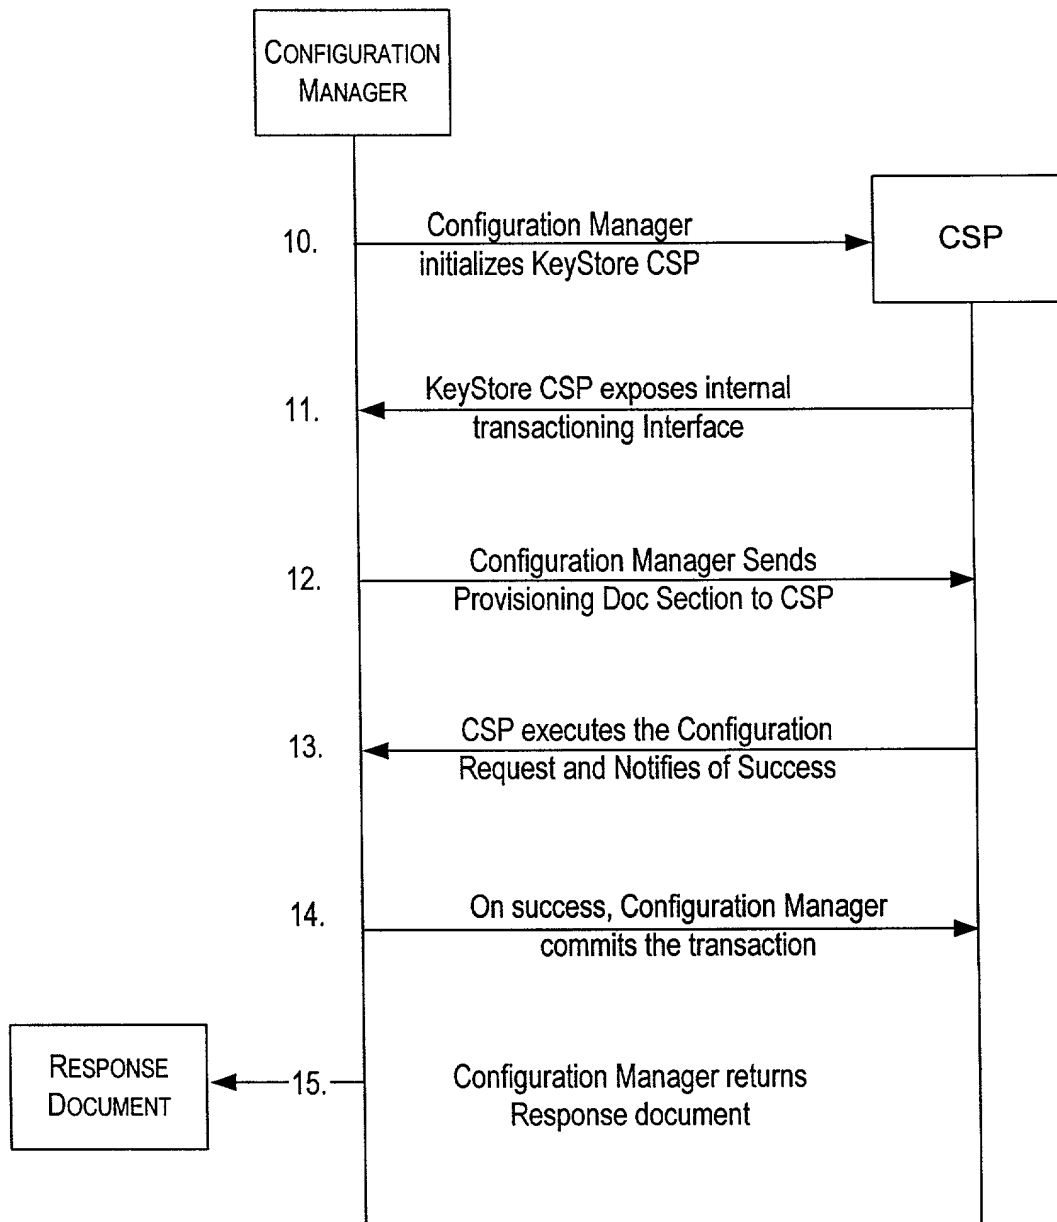 CONFIGURATION
MANAGER
CSP
10.
Configuration Manager
initializes KeyStore CSP
11.
KeyStore CSP exposes internal
transactioning Interface
12.
Configuration Manager Sends
Provisioning Doc Section to CSP
13.
CSP executes the Configuration
Request and Notifies of Success
14.
On success, Configuration Manager
commits the transaction
RESPONSE
DOCUMENT
15.
Configuration Manager returns
Response document